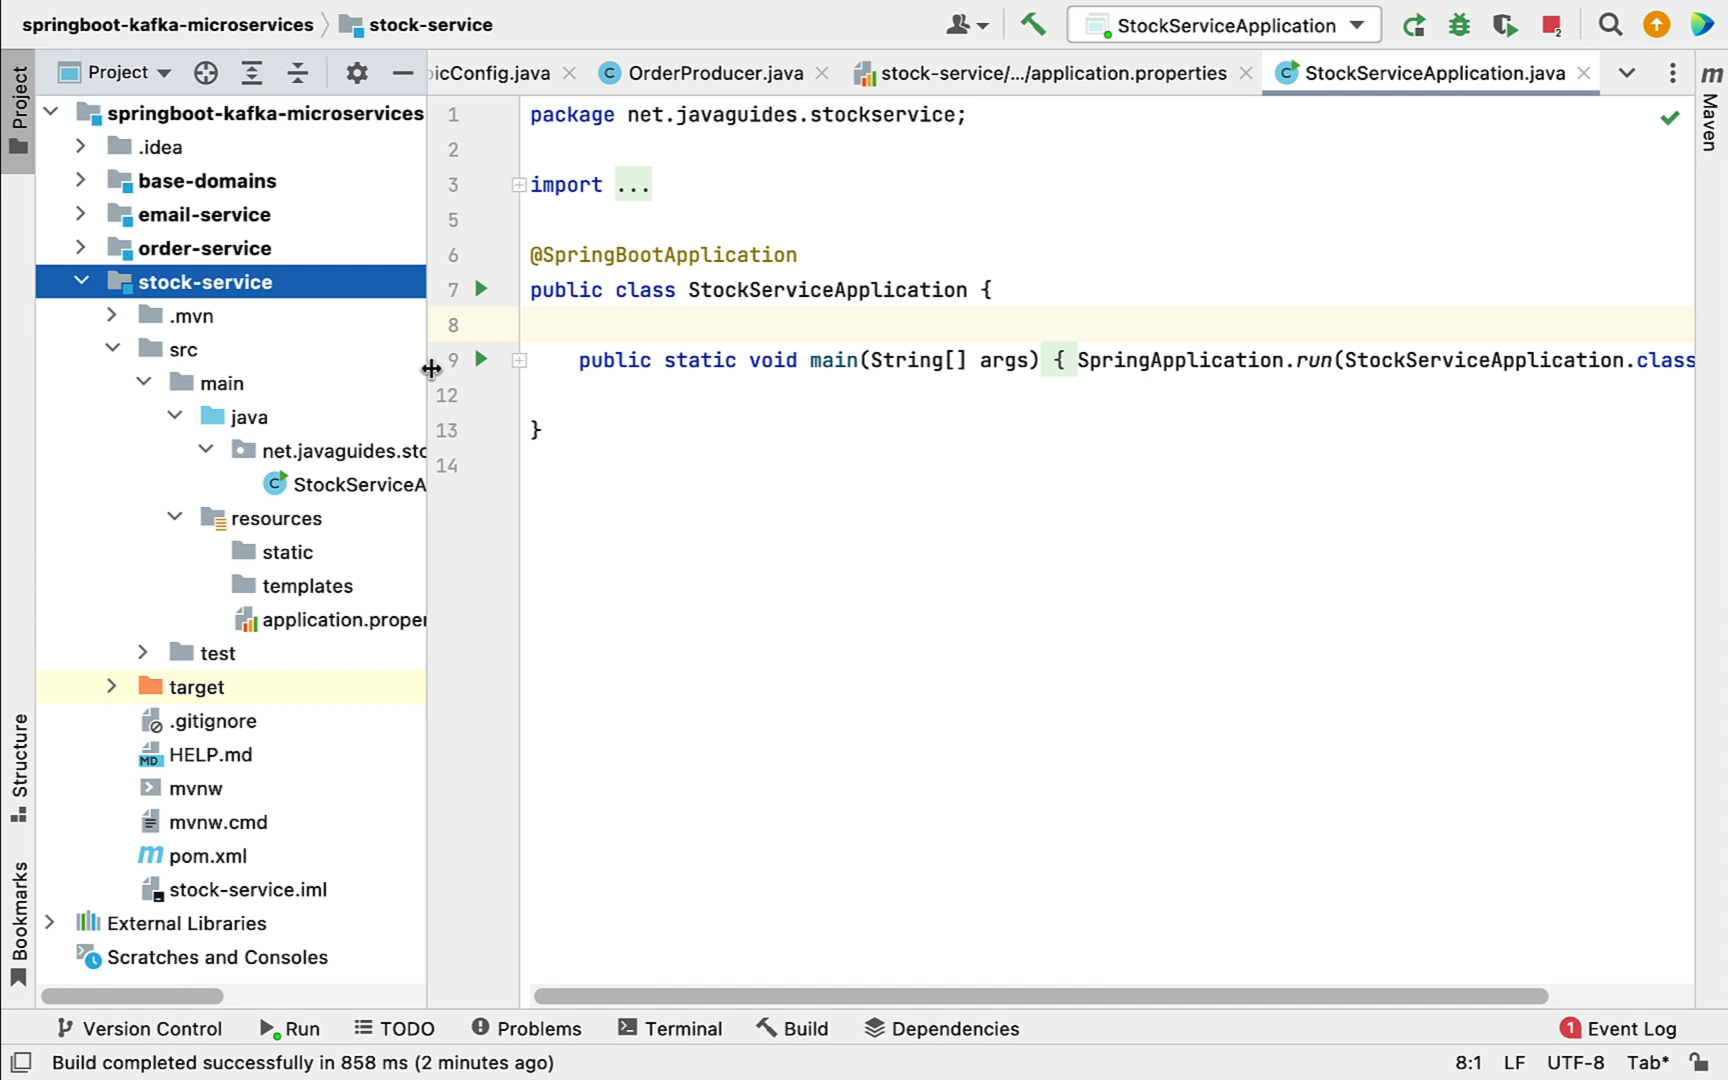 springboot-kafka-microservices
stock-service
StockServiceApplication
2
Project
icConfig.java
OrderProducer.java
stock-service/.../application.properties
StockServiceApplication.java
Project
Structure
Bookmarks
m
Maven
springboot-kafka-microservices
.idea
base-domains
email-service
order-service
stock-service
.mvn
src
main
java
net.javaguides.sto
C StockServiceA
resources
static
templates
application.proper
test
target
.gitignore
MD HELP.md
mvnw
mvnw.cmd
m pom.xml
stock-service.iml
External Libraries
Scratches and Consoles
1 package net.javaguides.stockservice;
2
3 import ...
5
6 @SpringBootApplication
7 public class StockServiceApplication {
8
9 public static void main(String[] args) { SpringApplication.run(StockServiceApplication.class
12
13 }
14
Version Control
Run
TODO
Problems
Terminal
Build
Dependencies
1 Event Log
Build completed successfully in 858 ms (2 minutes ago)
8:1 LF UTF-8 Tab*